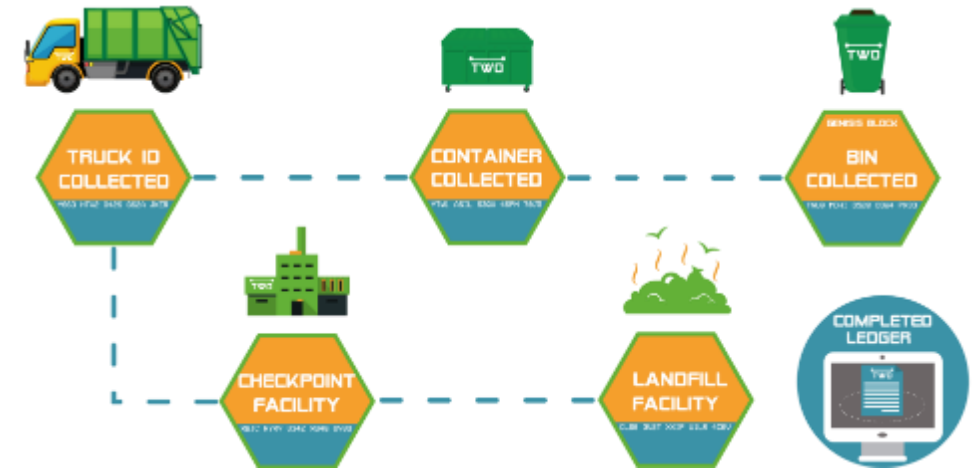 TWO
TWO
GENESIS BLOCK
TRUCK ID
COLLECTED
CONTAINER
COLLECTED
BIN
COLLECTED
TWO
CHECKPOINT
FACILITY
LANDFILL
FACILITY
COMPLETED
LEDGER
TWO